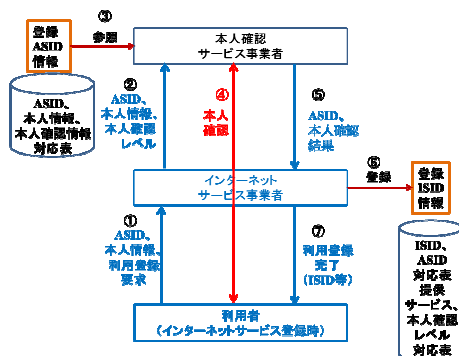 ③
参照
登録
ASID
情報
本人確認
サービス事業者
ASID、
本人情報、
本人確認情報
対応表
②
ASID、
本人情報、
本人確認
レベル
④
本人
確認
⑤
ASID、
本人確認
結果
インターネット
サービス事業者
⑥
登録
登録
ISID
情報
①
ASID、
本人情報、
利用登録
要求
⑦
利用登録
完了
(ISID等)
ISID、
ASID
対応表
提供
サービス、
本人確認
レベル
対応表
利用者
(インターネットサービス登録時)